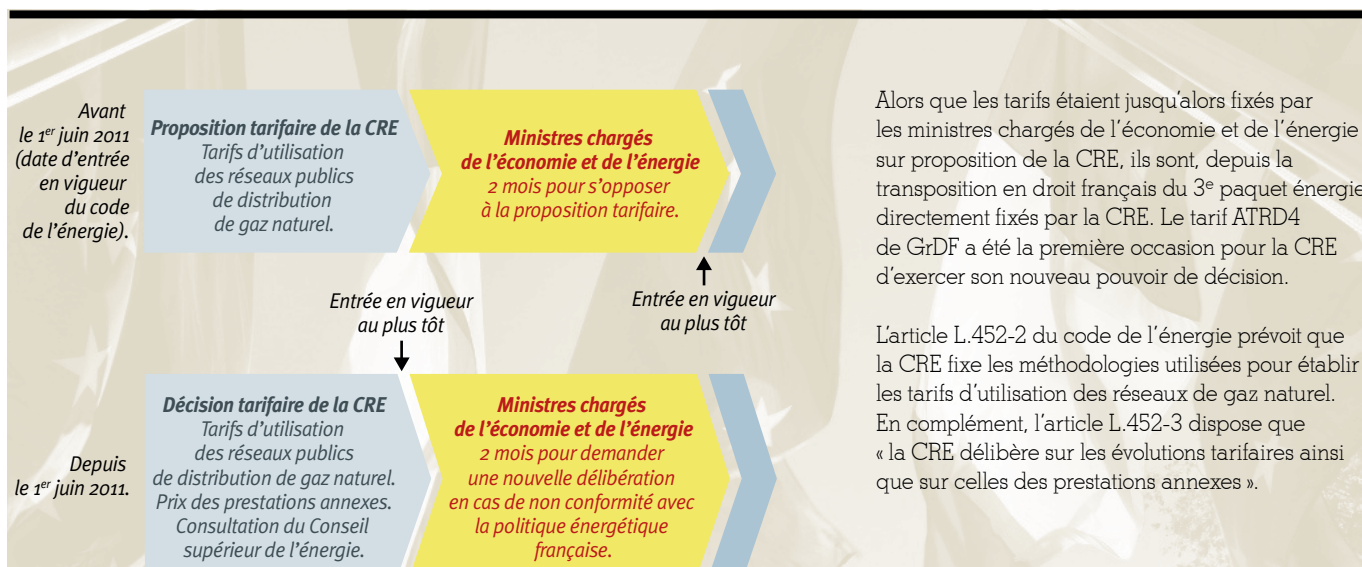 Avant
le 1er juin 2011
(date d'entrée
en vigueur
du code
de l'énergie).
Proposition tarifaire de la CRE
Tarifs d'utilisation
des réseaux publics
de distribution
de gaz naturel.
Ministres chargés
de l'économie et de l'énergie
2 mois pour s'opposer
à la proposition tarifaire.
Entrée en vigueur
au plus tôt
Entrée en vigueur
au plus tôt
Depuis
le 1er juin 2011.
Décision tarifaire de la CRE
Tarifs d'utilisation
des réseaux publics
de distribution de gaz naturel.
Prix des prestations annexes.
Consultation du Conseil
supérieur de l'énergie.
Ministres chargés
de l'économie et de l'énergie
2 mois pour demander
une nouvelle délibération
en cas de non conformité avec
la politique énergétique
française.
Alors que les tarifs étaient jusqu'alors fixés par
les ministres chargés de l'économie et de l'énergie
sur proposition de la CRE, ils sont, depuis la
transposition en droit français du 3e paquet énergie
directement fixés par la CRE. Le tarif ATRD4
de GrDF a été la première occasion pour la CRE
d'exercer son nouveau pouvoir de décision.
L'article L.452-2 du code de l'énergie prévoit que
la CRE fixe les méthodologies utilisées pour établir
les tarifs d'utilisation des réseaux de gaz naturel.
En complément, l'article L.452-3 dispose que
« la CRE délibère sur les évolutions tarifaires ainsi
que sur celles des prestations annexes ».